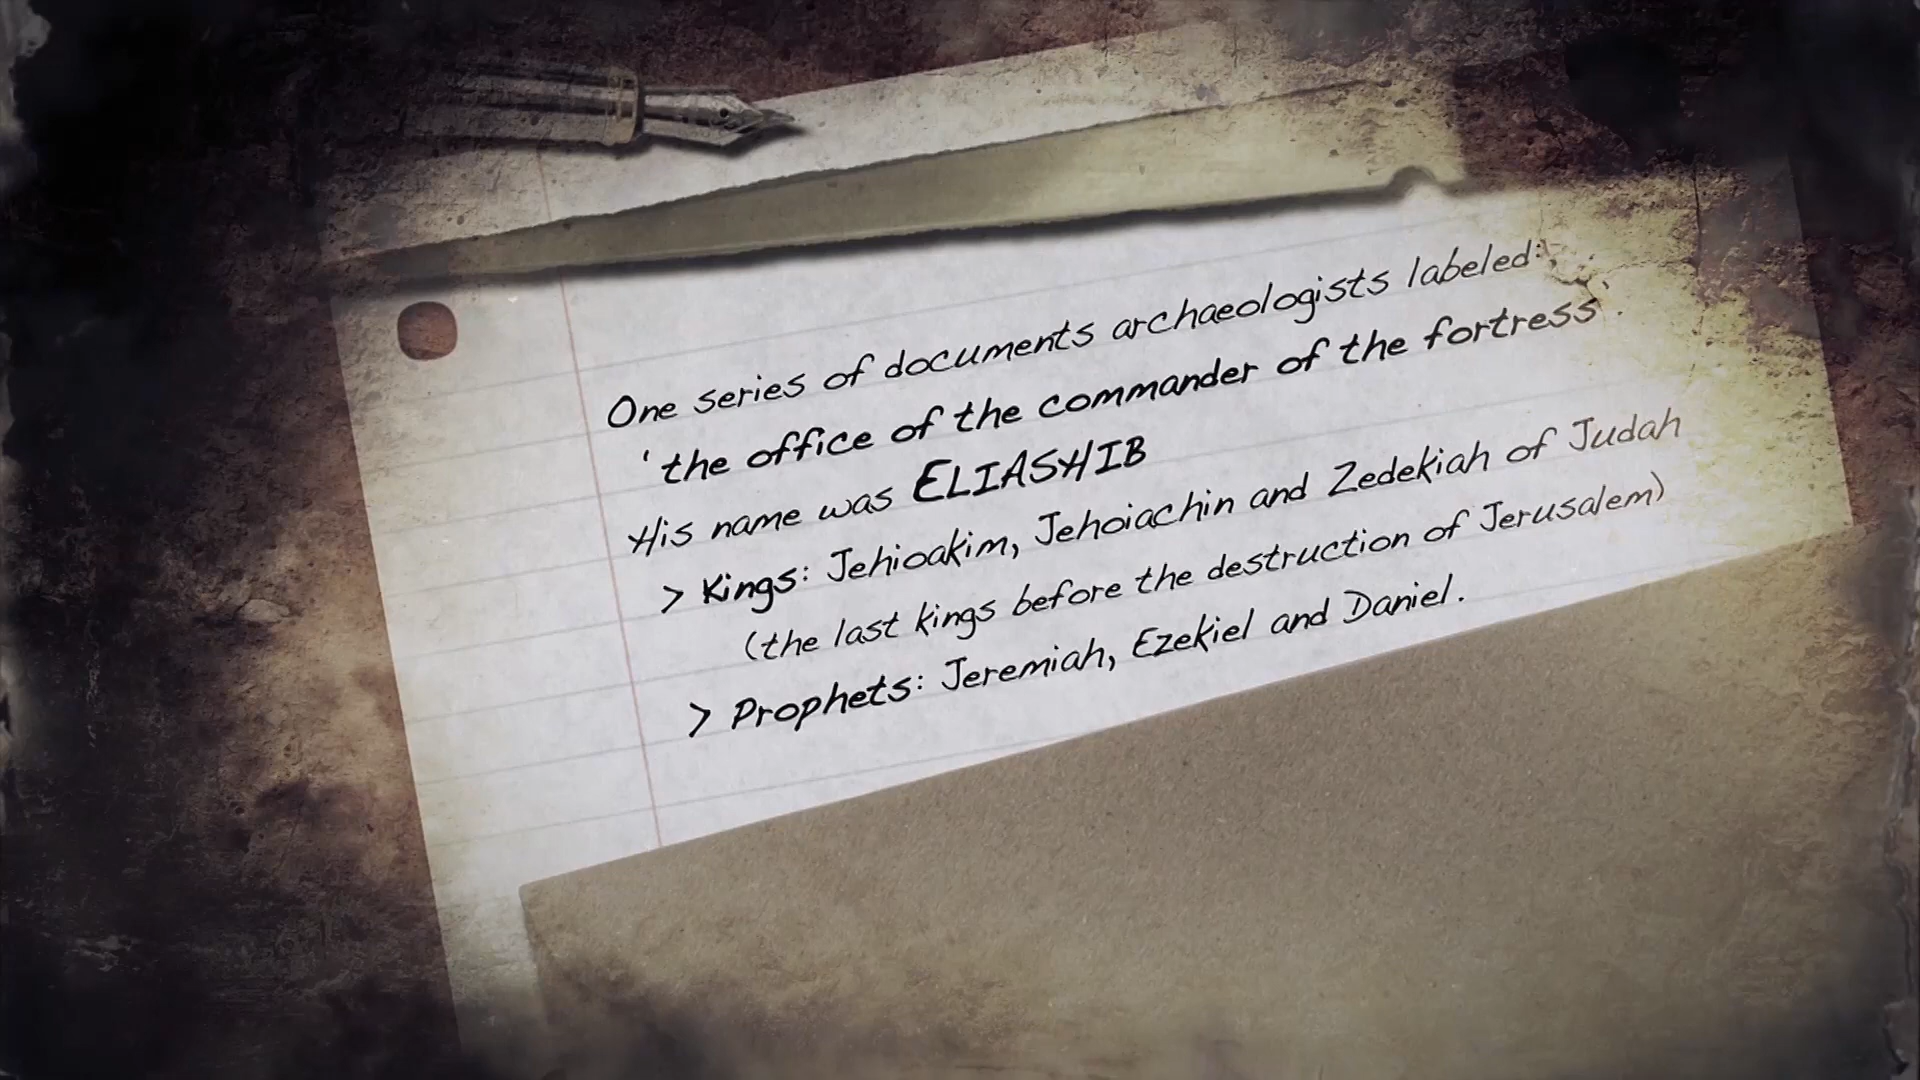 One series of documents archaeologists labeled:
'the office of the commander of the fortress'.
His name was ELIASHIB
> Kings: Jehioakim, Jehoiachin and Zedekiah of Judah
(the last kings before the destruction of Jerusalem)
> Prophets: Jeremiah, Ezekiel and Daniel.